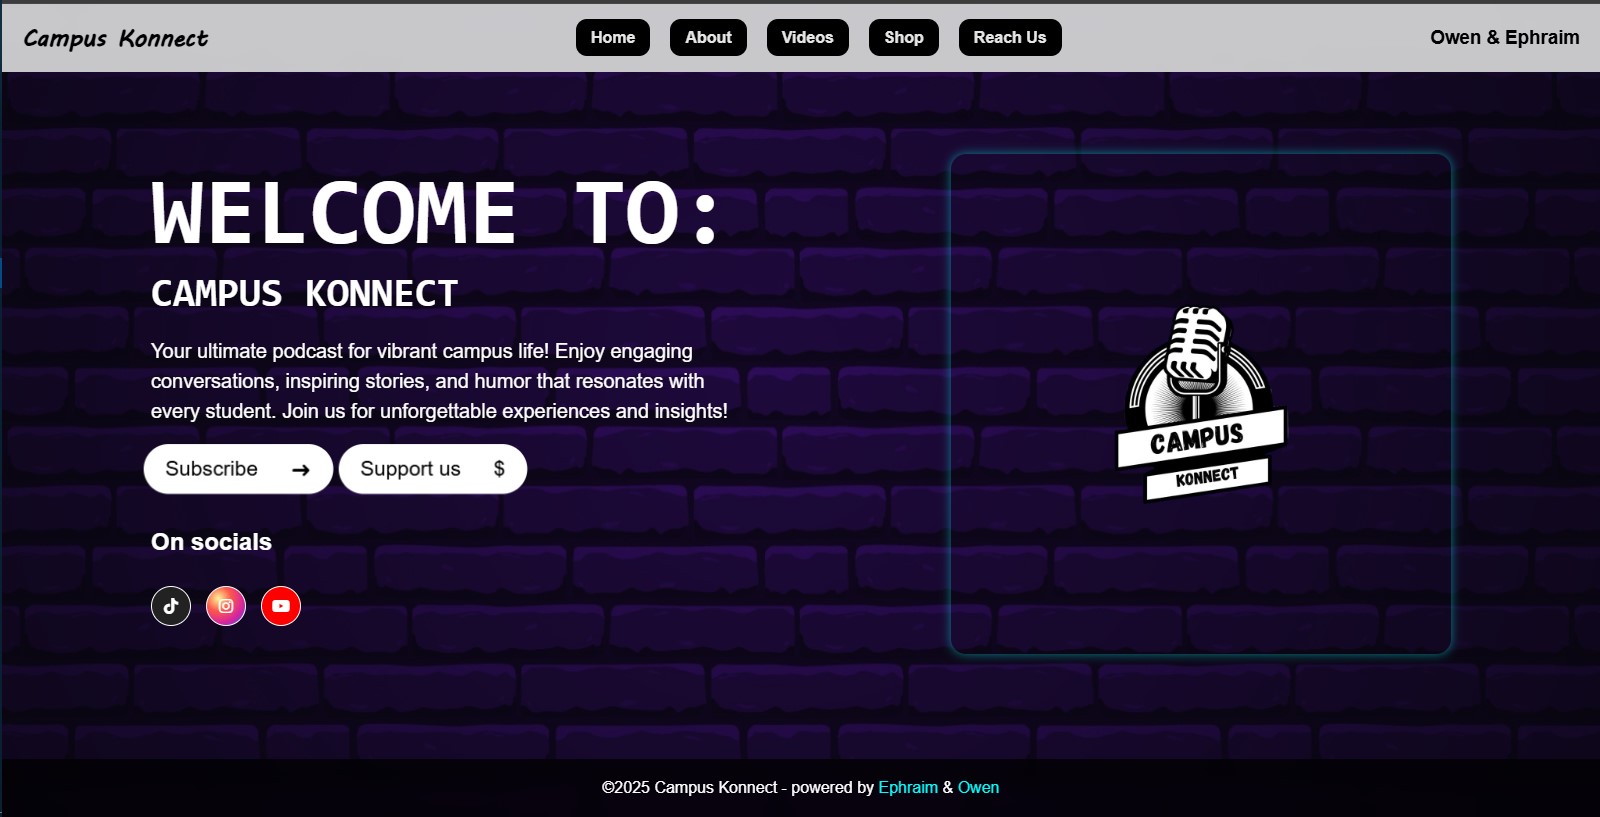 Campus Konnect
Home
About
Videos
Shop
Reach Us
Owen & Ephraim
WELCOME TO:
CAMPUS KONNECT
Your ultimate podcast for vibrant campus life! Enjoy engaging
conversations, inspiring stories, and humor that resonates with
every student. Join us for unforgettable experiences and insights!
Subscribe →
Support us $
On socials
CAMPUS
KONNECT
©2025 Campus Konnect - powered by Ephraim & Owen